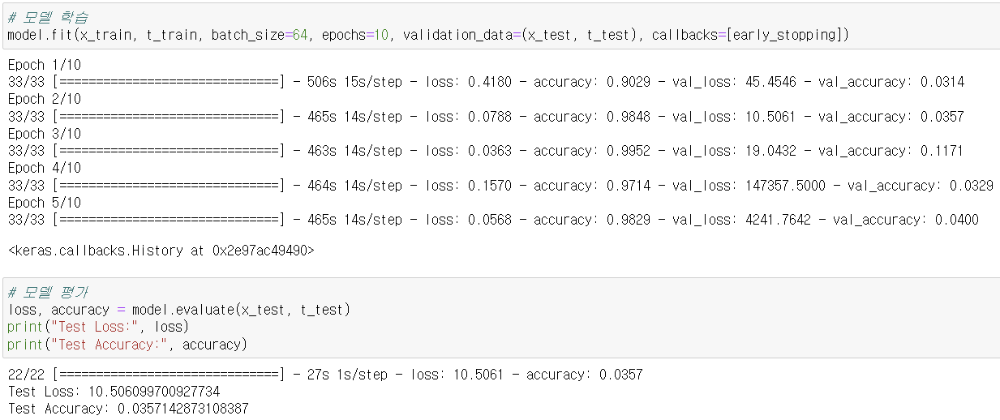 # 모델 학습
model.fit(x_train, t_train, batch_size=64, epochs=10, validation_data=(x_test, t_test), callbacks=[early_stopping])
Epoch 1/10
33/33 [==============================] - 506s 15s/step - loss: 0.4180 - accuracy: 0.9029 - val_loss: 45.4546 - val_accuracy: 0.0314
Epoch 2/10
33/33 [==============================] - 465s 14s/step - loss: 0.0788 - accuracy: 0.9848 - val_loss: 10.5061 - val_accuracy: 0.0357
Epoch 3/10
33/33 [==============================] - 463s 14s/step - loss: 0.0363 - accuracy: 0.9952 - val_loss: 19.0432 - val_accuracy: 0.1171
Epoch 4/10
33/33 [==============================] - 464s 14s/step - loss: 0.1570 - accuracy: 0.9714 - val_loss: 147357.5000 - val_accuracy: 0.0329
Epoch 5/10
33/33 [==============================] - 465s 14s/step - loss: 0.0568 - accuracy: 0.9829 - val_loss: 4241.7642 - val_accuracy: 0.0400
<keras.callbacks.History at 0x2e97ac49490>
# 모델 평가
loss, accuracy = model.evaluate(x_test, t_test)
print("Test Loss:", loss)
print("Test Accuracy:", accuracy)
22/22 [==============================] - 27s 1s/step - loss: 10.5061 - accuracy: 0.0357
Test Loss: 10.506099700927734
Test Accuracy: 0.0357142873108387